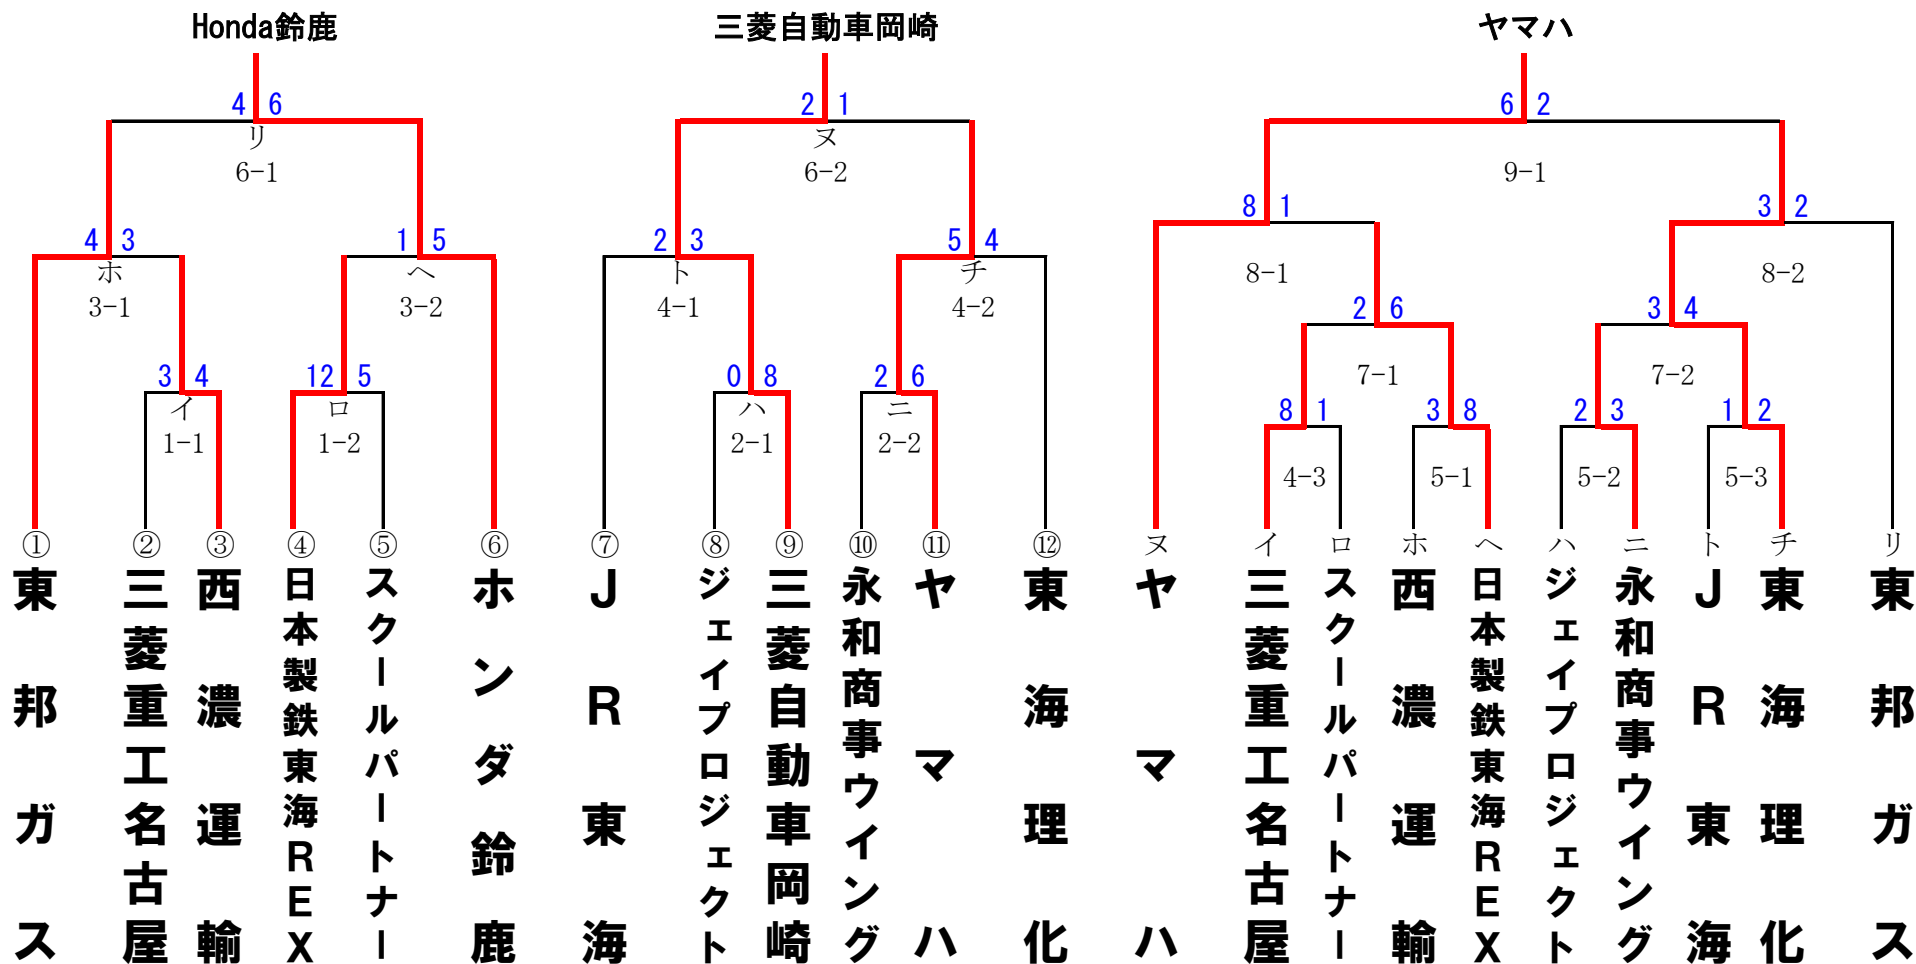 Honda鈴鹿 三菱自動車岡崎 ヤマハ
4 6 2 1 6 2
リ ヌ
6-1 6-2 9-1
8 1 3 2
4 3 1 5 2 3 5 4
ホ ヘ ト チ
8-1 8-2
3-1 3-2 4-1 4-2
2 6 3 4
3 4 12 5 0 8 2 6
7-1 7-2
イ ロ ハ ニ
8 1 3 8 2 3 1 2
1-1 1-2 2-1 2-2
4-3 5-1 5-2 5-3
① ② ③ ④ ⑤ ⑥ ⑦ ⑧ ⑨ ⑩ ⑪ ⑫ ヌ イ ロ ホ ヘ ハ ニ ト チ リ
東邦ガス
三菱重工名古屋
西濃運輸
日本製鉄東海REX
スクールパートナー
ホンダ鈴鹿
JR東海
ジェイプロジェクト
三菱自動車岡崎
永和商事ウイング
ヤマハ
東海理化
ヤマハ
三菱重工名古屋
スクールパートナー
西濃運輸
日本製鉄東海REX
ジェイプロジェクト
永和商事ウイング
JR東海
東海理化
東邦ガス